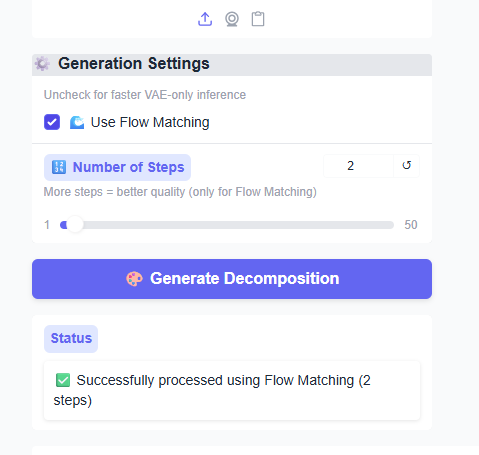 Generation Settings
Uncheck for faster VAE-only inference
Use Flow Matching
Number of Steps
2
More steps = better quality (only for Flow Matching)
1
50
Generate Decomposition
Status
Successfully processed using Flow Matching (2
steps)